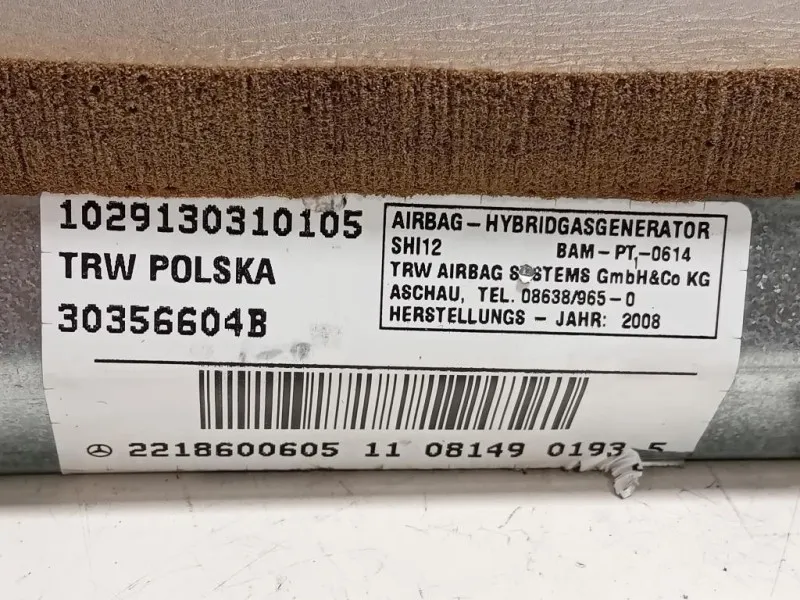 1029130310105
TRW POLSKA
30356604B
AIRBAG-HYBRIDGASGENERATOR
SHI12 BAM-PT,-0614
TRW AIRBAG SYSTEMS GmbH&Co KG
ASCHAU, TEL. 08638/965-0
HERSTELLUNGS - JAHR: 2008
2218600605 11 08149 0193 5